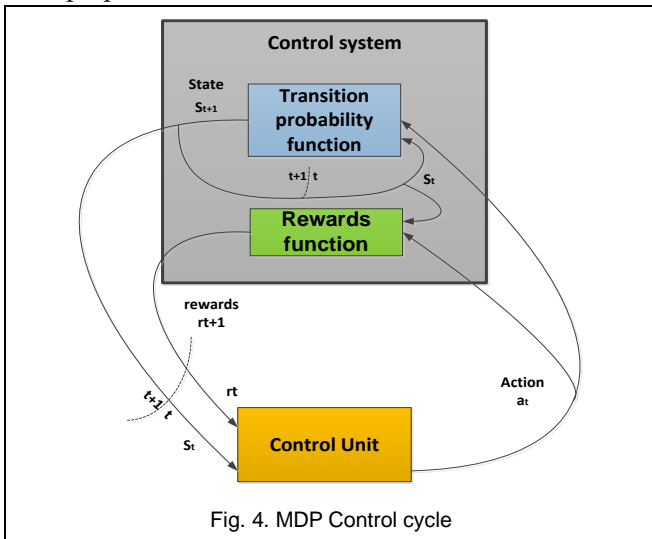 Control system
State
St+1
Transition
probability
function
t+1 t
St
Rewards
function
rewards
rt+1
rt
t+1 t
St
Action
at
Control Unit
Fig. 4. MDP Control cycle